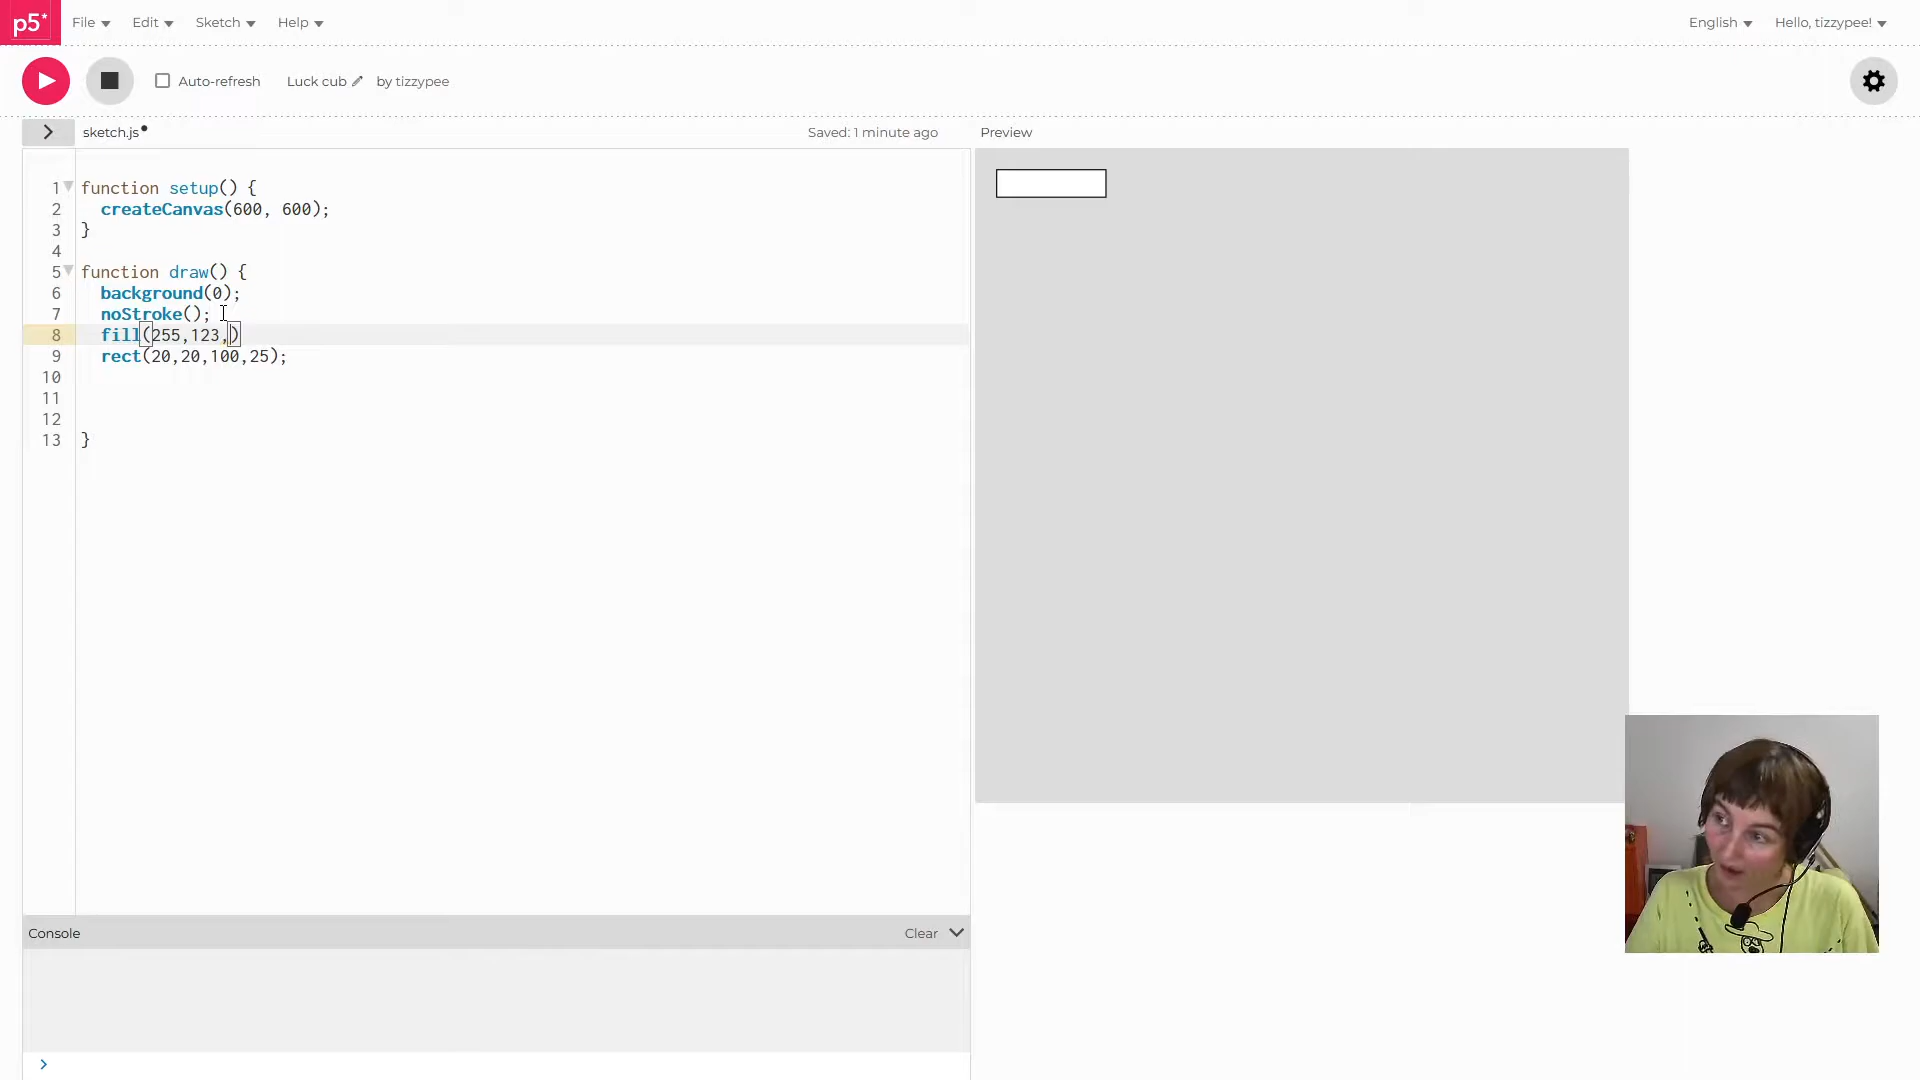 p5*
File Edit Sketch Help English Hello, tizzypee!
Auto-refresh Luck cub by tizzypee
> sketch.js• Saved: 1 minute ago Preview
1 function setup() {
2 createCanvas(600, 600);
3 }
4
5 function draw() {
6 background(0);
7 noStroke();
8 fill(255,123,)
9 rect(20,20,100,25);
10
11
12
13 }
Console Clear
>